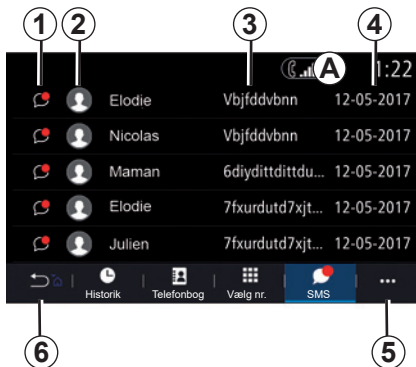 1 2 3 4
A 1:22
Elodie Vbjfddvbnn 12-05-2017
Nicolas Vbjfddvbnn 12-05-2017
Maman 6diydittdittdu... 12-05-2017
Elodie 7fxurdutd7xjt... 12-05-2017
Julien 7fxurdutd7xjt... 12-05-2017
Historik Telefonbog Vælg nr. SMS ...
6 5